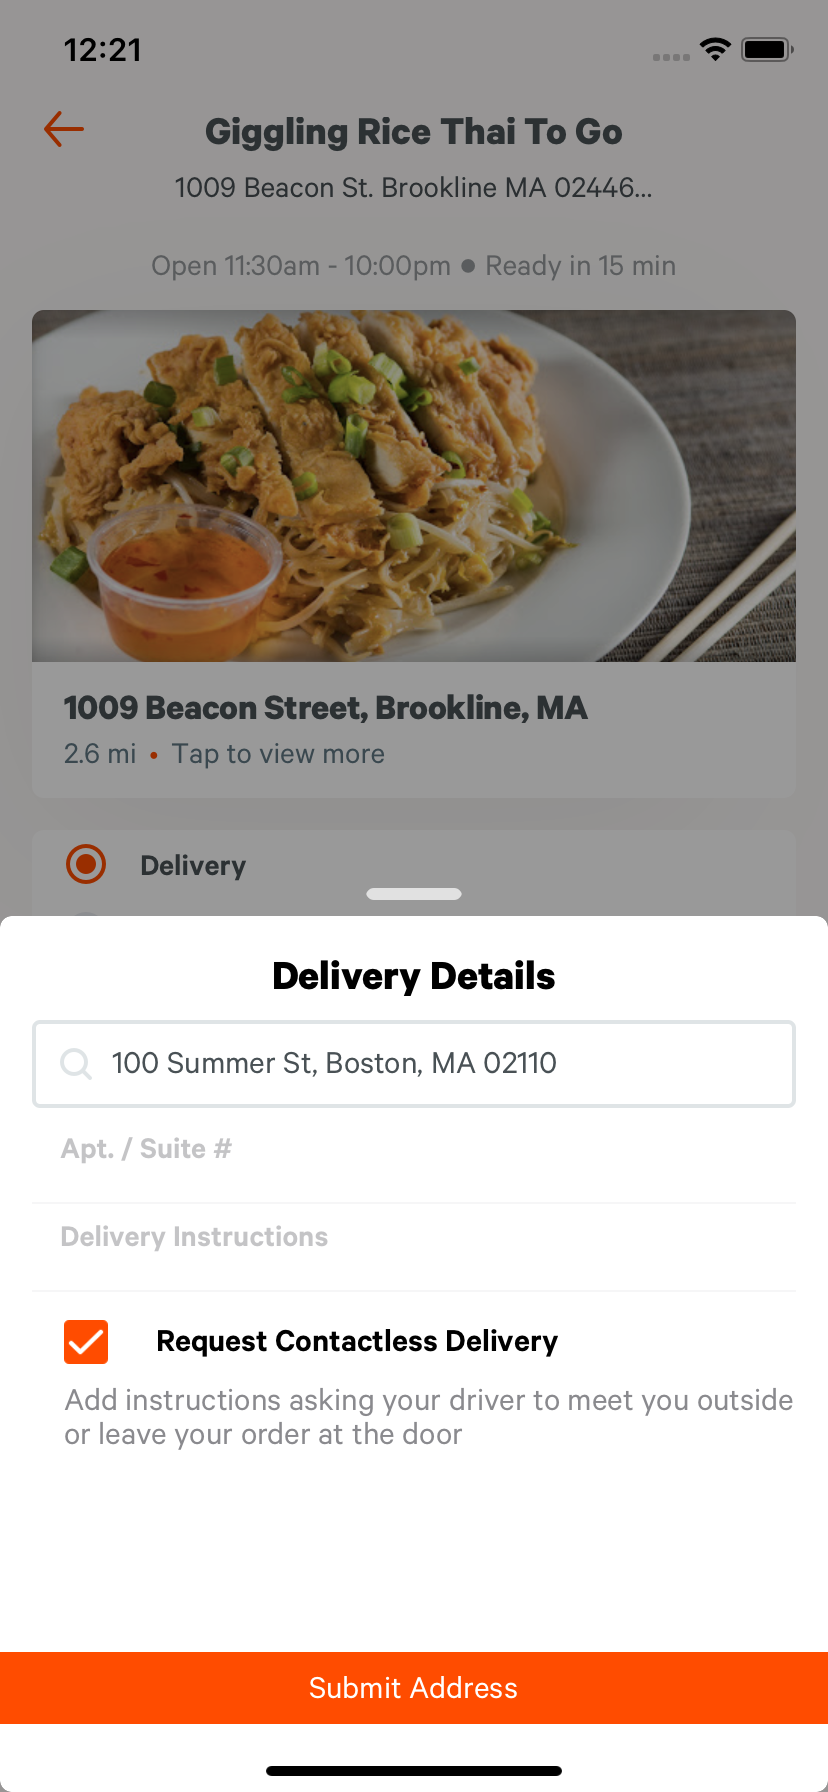 12:21
Giggling Rice Thai To Go
1009 Beacon St. Brookline MA 02446...
Open 11:30am - 10:00pm ● Ready in 15 min
1009 Beacon Street, Brookline, MA
2.6 mi • Tap to view more
Delivery
Delivery Details
100 Summer St, Boston, MA 02110
Apt. / Suite #
Delivery Instructions
Request Contactless Delivery
Add instructions asking your driver to meet you outside
or leave your order at the door
Submit Address